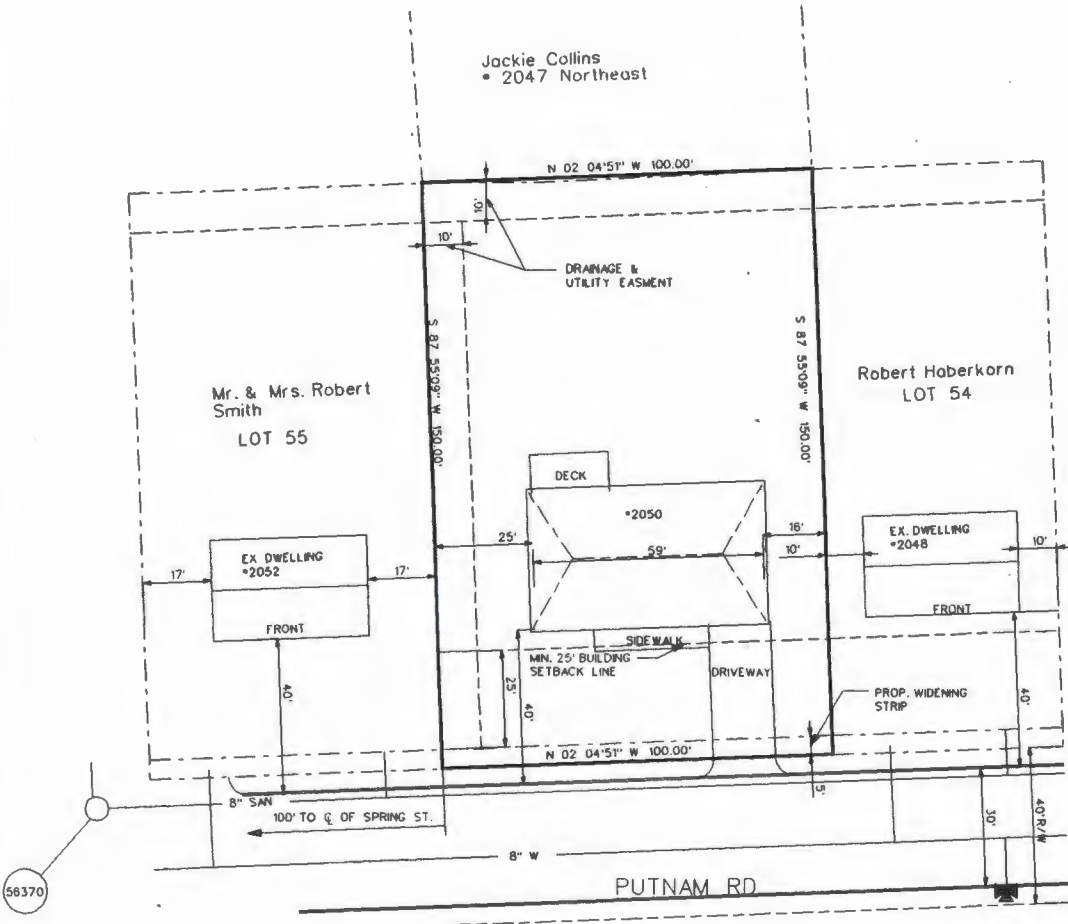 Jackie Collins
* 2047 Northeast
N 02 04'51" W 100.00'
10'
10'
DRAINAGE &
UTILITY EASMENT
S 87 55'09" W 150.00'
S 87 55'09" W 150.00'
Mr. & Mrs. Robert
Smith
LOT 55
Robert Haberkorn
LOT 54
DECK
*2050
25'
59'
16'
10'
EX. DWELLING
*2048
10'
FRONT
EX DWELLING
*2052
17'
17'
FRONT
SIDEWALK
MIN. 25' BUILDING
SETBACK LINE
DRIVEWAY
25'
40'
40'
40'
PROP. WIDENING
STRIP
N 02 04'51" W 100.00'
5'
8" SAN
100' TO ℄ OF SPRING ST.
30'
40'R/W
8" W
PUTNAM RD
56370